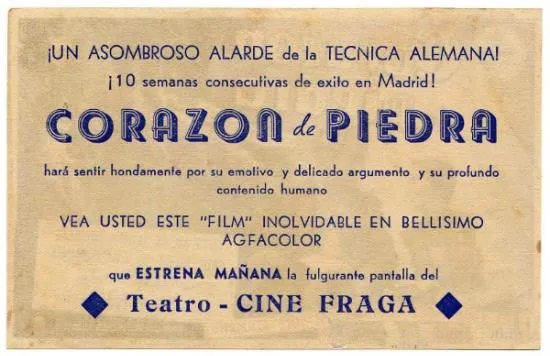 ¡UN ASOMBROSO ALARDE de la TECNICA ALEMANA!
¡10 semanas consecutivas de exito en Madrid!
CORAZON de PIEDRA
hará sentir hondamente por su emotivo y delicado argumento y su profundo
contenido humano
VEA USTED ESTE "FILM" INOLVIDABLE EN BELLISIMO
AGFACOLOR
que ESTRENA MAÑANA la fulgurante pantalla del
Teatro - CINE FRAGA